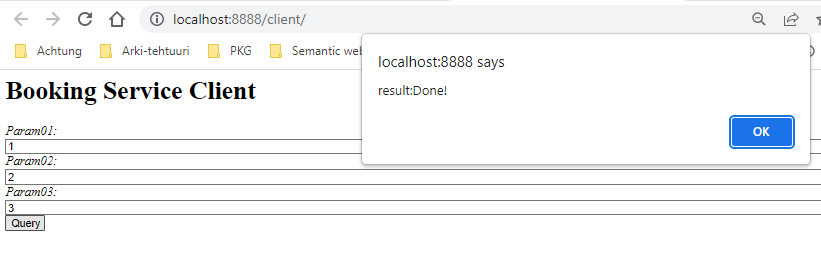 localhost:8888/client/
Achtung Arki-tehtuuri PKG Semantic web
localhost:8888 says
result:Done!
OK
Booking Service Client
Param01:
1
Param02:
2
Param03:
3
Query